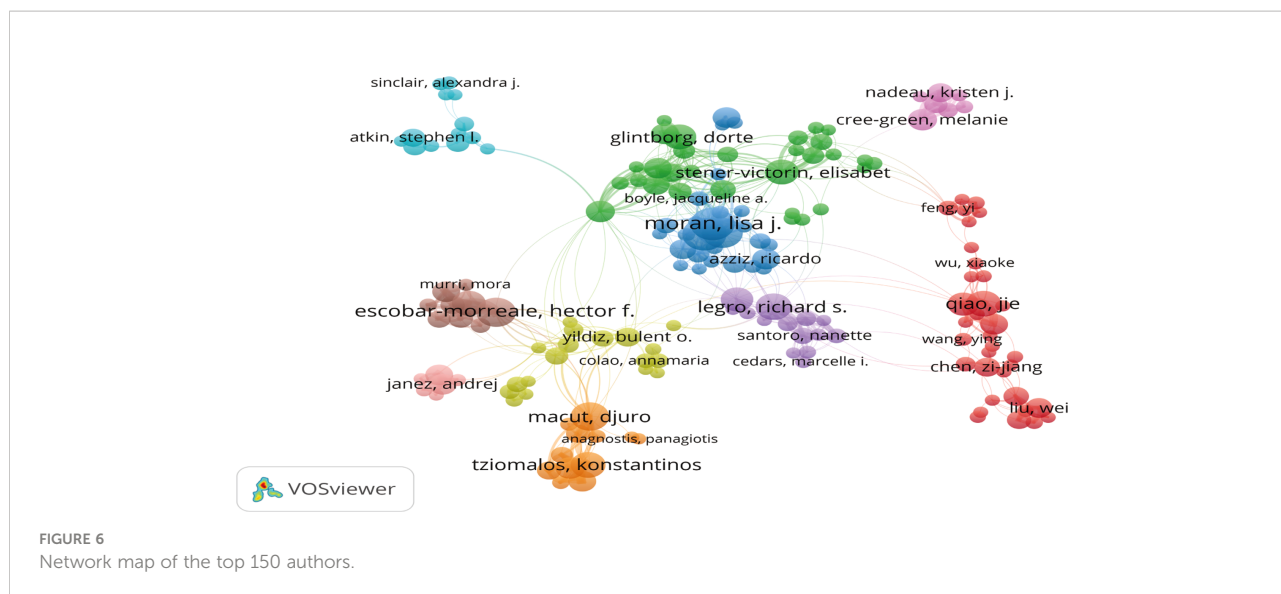 sinclair, alexandra j.
nadeau, kristen j.
cree-green, melanie
atkin, stephen l.
glintborg, dorte
stener-victorin, elisabet
boyle, jacqueline a.
feng, yi
moran, lisa j.
azziz, ricardo
wu, xiaoke
murri, mora
escobar-morreale, hector f.
legro, richard s.
qiao, jie
yildiz, bulent o.
santoro, nanette
wang, ying
colao, annamaria
cedars, marcelle i.
chen, zi-jiang
janez, andrej
liu, wei
macut, djuro
anagnostis, panagiotis
tziomalos, konstantinos
VOSviewer
FIGURE 6
Network map of the top 150 authors.